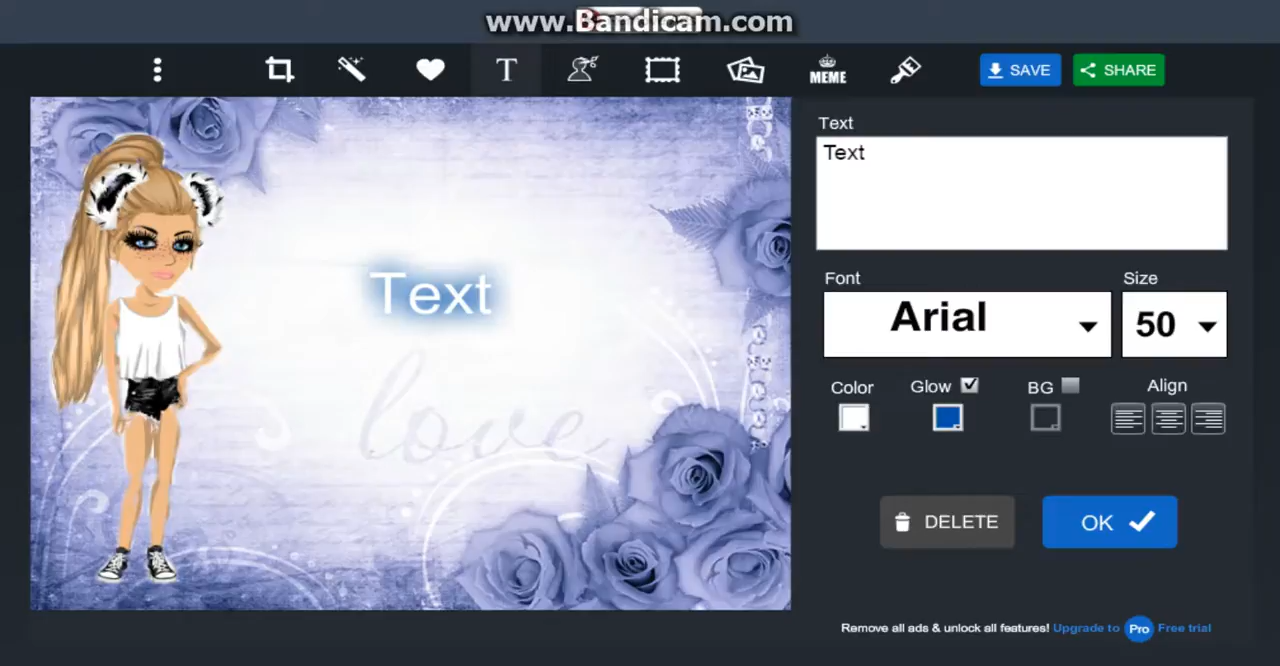 www.Bandicam.com
T
MEME
SAVE
SHARE
Text
Text
Text
love
Font
Size
Arial
50
Color
Glow
BG
Align
DELETE
OK
Remove all ads & unlock all features! Upgrade to Pro Free trial